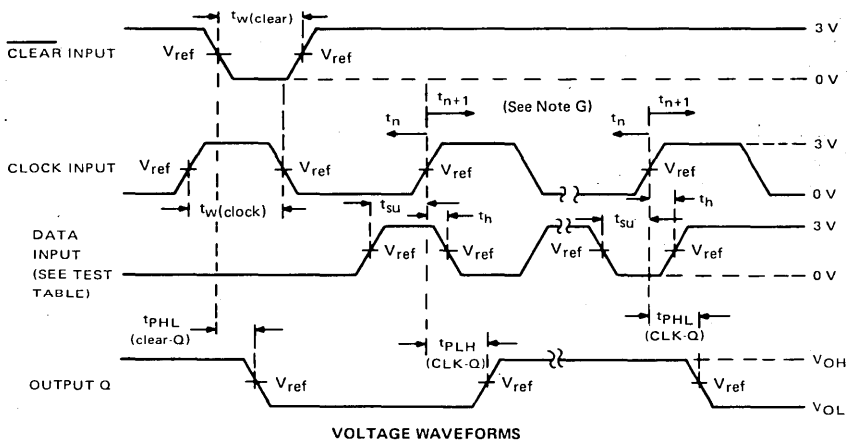 tw(clear)
3 V
CLEAR INPUT
Vref
Vref
0 V
tn+1
(See Note G)
tn+1
tn
tn
3 V
CLOCK INPUT
Vref
Vref
Vref
Vref
0 V
tw(clock)
tsu
th
tsu
th
3 V
DATA
INPUT
(SEE TEST
TABLE)
Vref
Vref
Vref
Vref
0 V
tPHL
(clear-Q)
tPLH
(CLK-Q)
tPHL
(CLK-Q)
VOH
OUTPUT Q
Vref
Vref
Vref
VOL
VOLTAGE WAVEFORMS